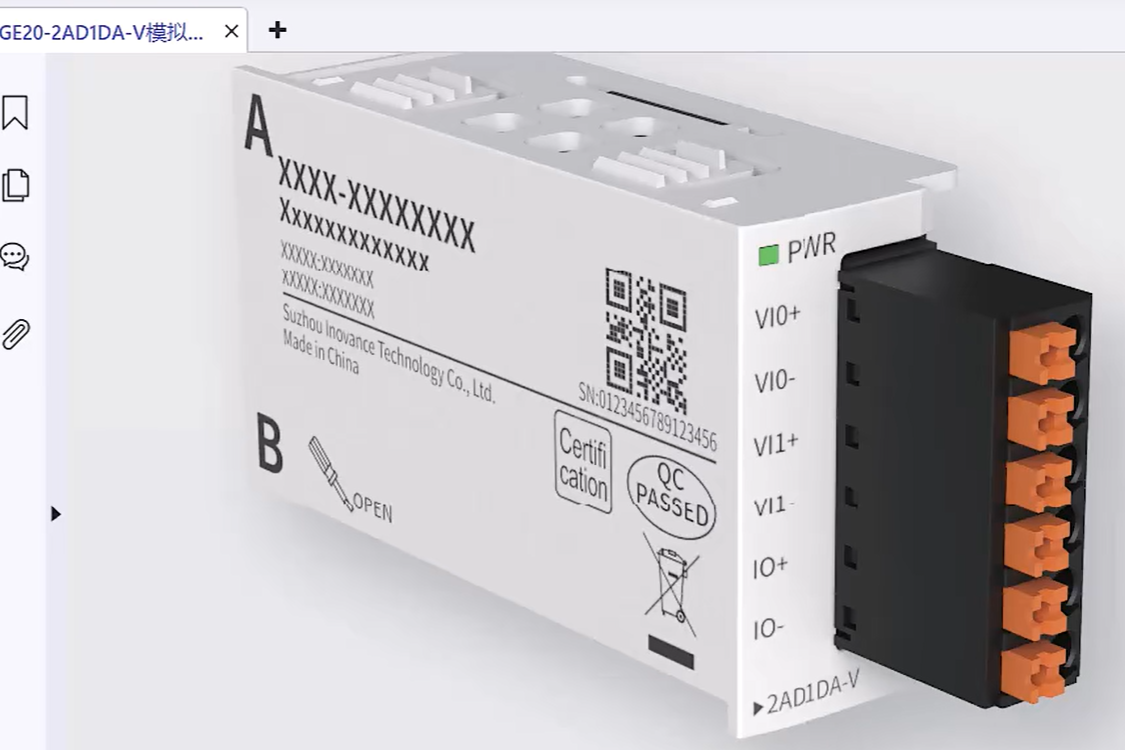 GE20-2AD1DA-V模拟...
A
XXXX-XXXXXXXX
Xxxxxxxxxxxxx
XXXXX:XXXXXXX
XXXXX:XXXXXXX
Suzhou Inovance Technology Co., Ltd.
Made in China
SN:0123456789123456
B
OPEN
Certifi
cation
QC
PASSED
PWR
VI0+
VI0-
VI1+
VI1-
IO+
IO-
▶2AD1DA-V